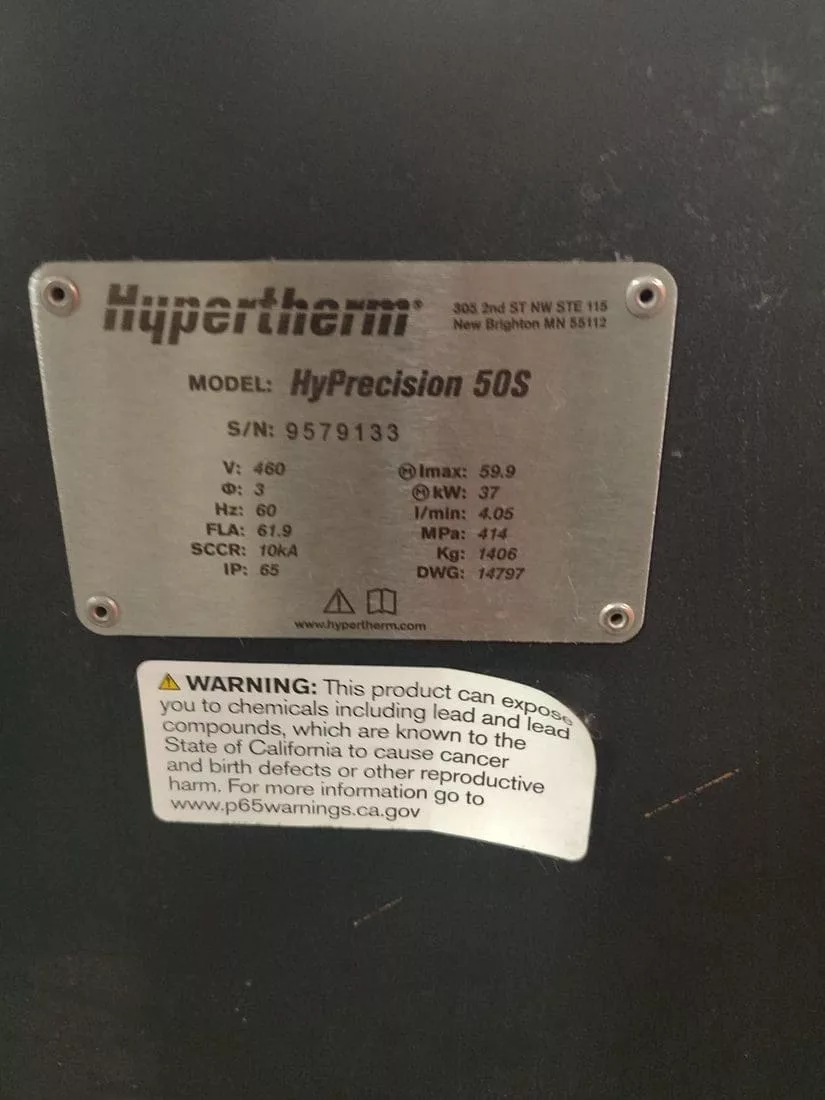 Hypertherm®
305 2nd ST NW STE 115
New Brighton MN 55112
MODEL: HyPrecision 50S
S/N: 9579133
V: 460
Φ: 3
Hz: 60
FLA: 61.9
SCCR: 10kA
IP: 65
Ⓜ Imax: 59.9
Ⓜ kW: 37
l/min: 4.05
MPa: 414
Kg: 1406
DWG: 14797
www.hypertherm.com
WARNING: This product can expose
you to chemicals including lead and lead
compounds, which are known to the
State of California to cause cancer
and birth defects or other reproductive
harm. For more information go to
www.p65warnings.ca.gov